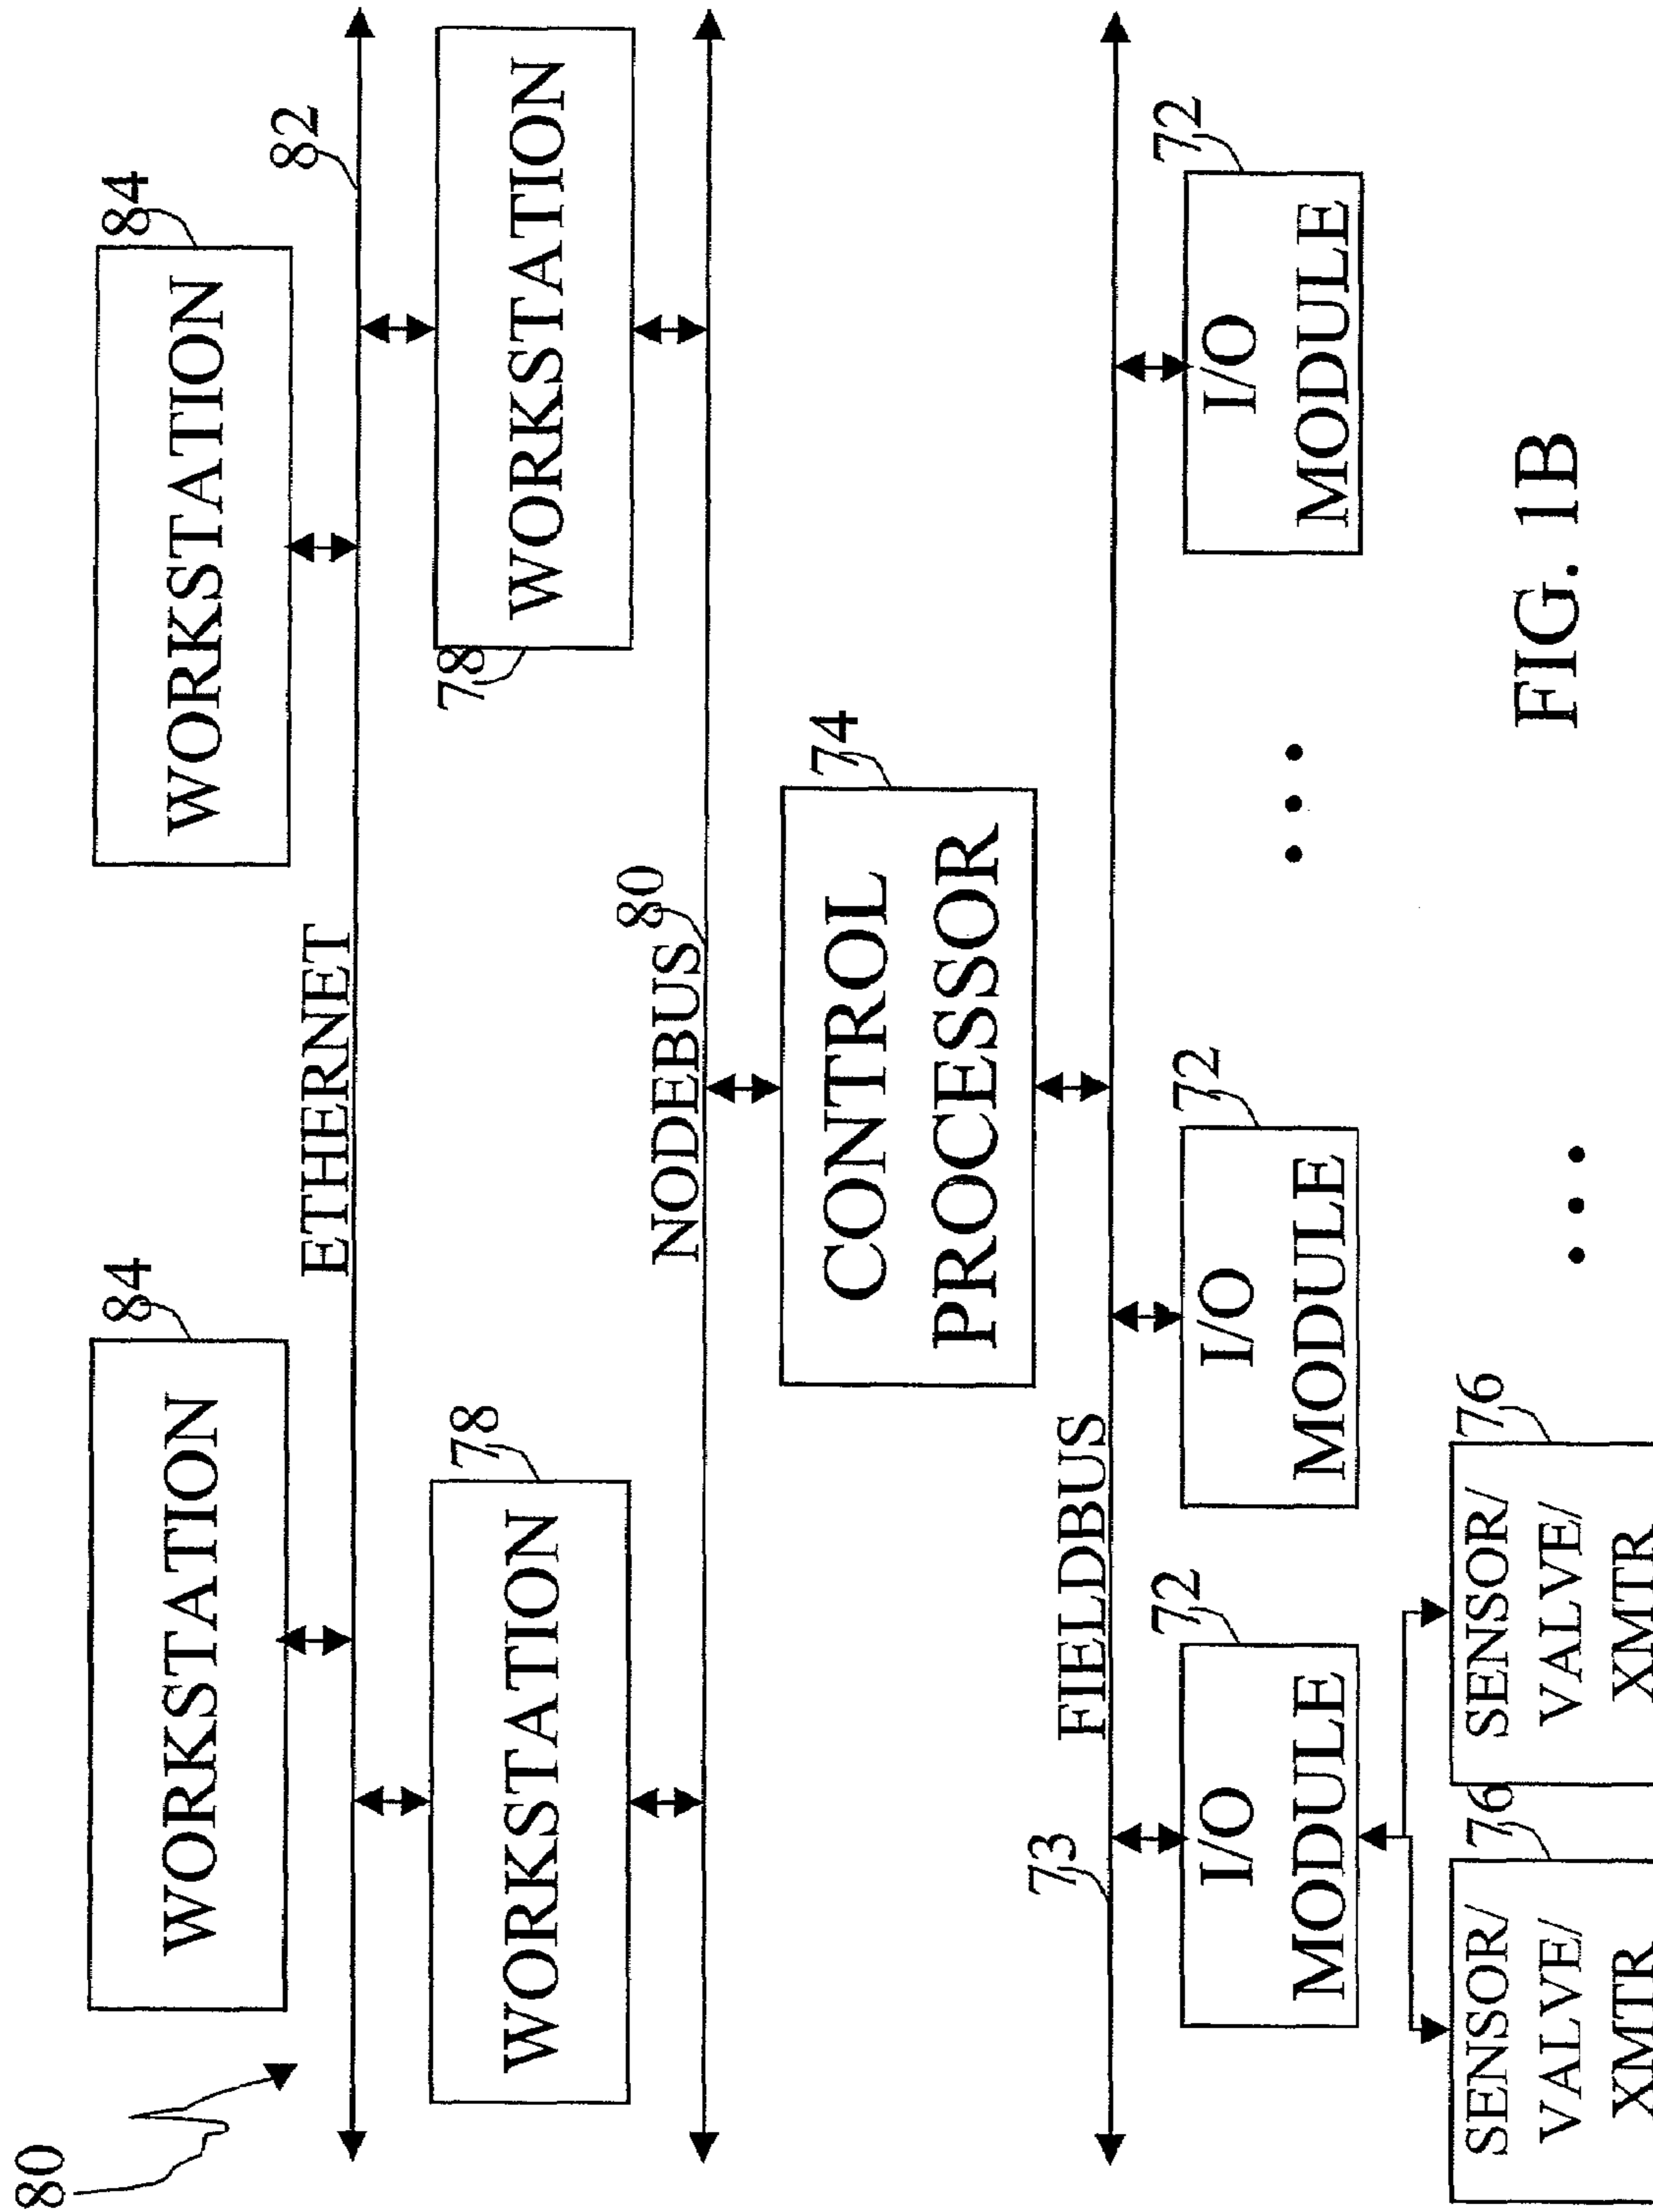 80
84
84
WORKSTATION
WORKSTATION
82
ETHERNET
78
WORKSTATION
78
WORKSTATION
NODEBUS
80
74
CONTROL
PROCESSOR
73
FIELDBUS
72
I/O
MODULE
72
I/O
MODULE
72
I/O
MODULE
76
SENSOR/
VALVE/
XMTR
76
SENSOR/
VALVE/
XMTR
FIG. 1B